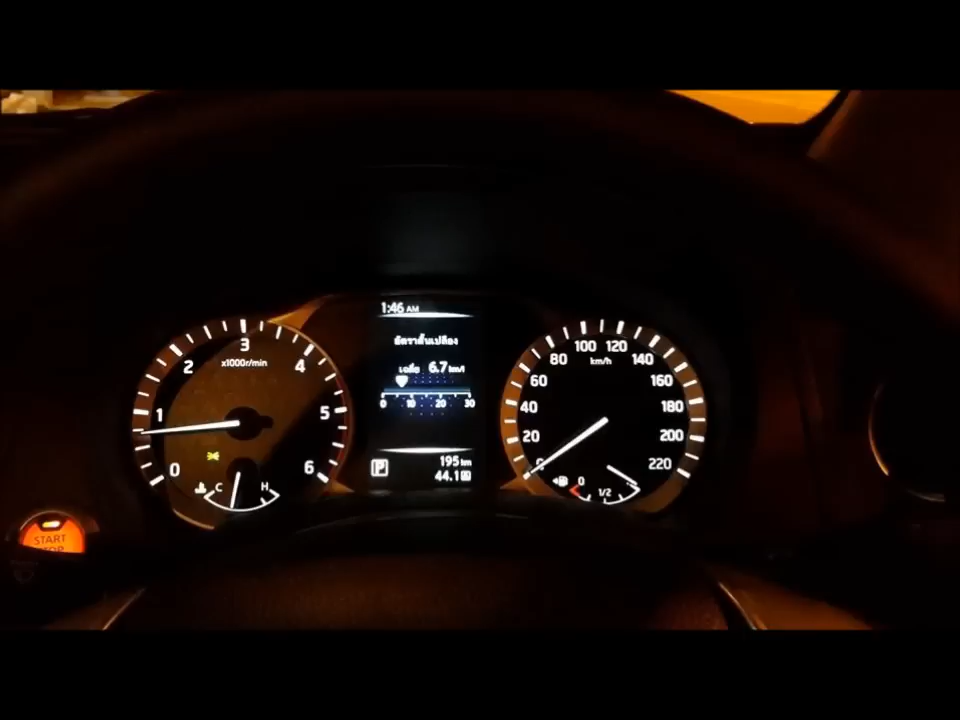 1:46 AM
อัตราสิ้นเปลือง
เฉลี่ย 6.7 km/l
0 10 20 30
P
195 km
44.1
0 1 2 3 4 5 6
x1000r/min
C H
0 20 40 60 80 100 120 140 160 180 200 220
km/h
0 1/2
START
STOP